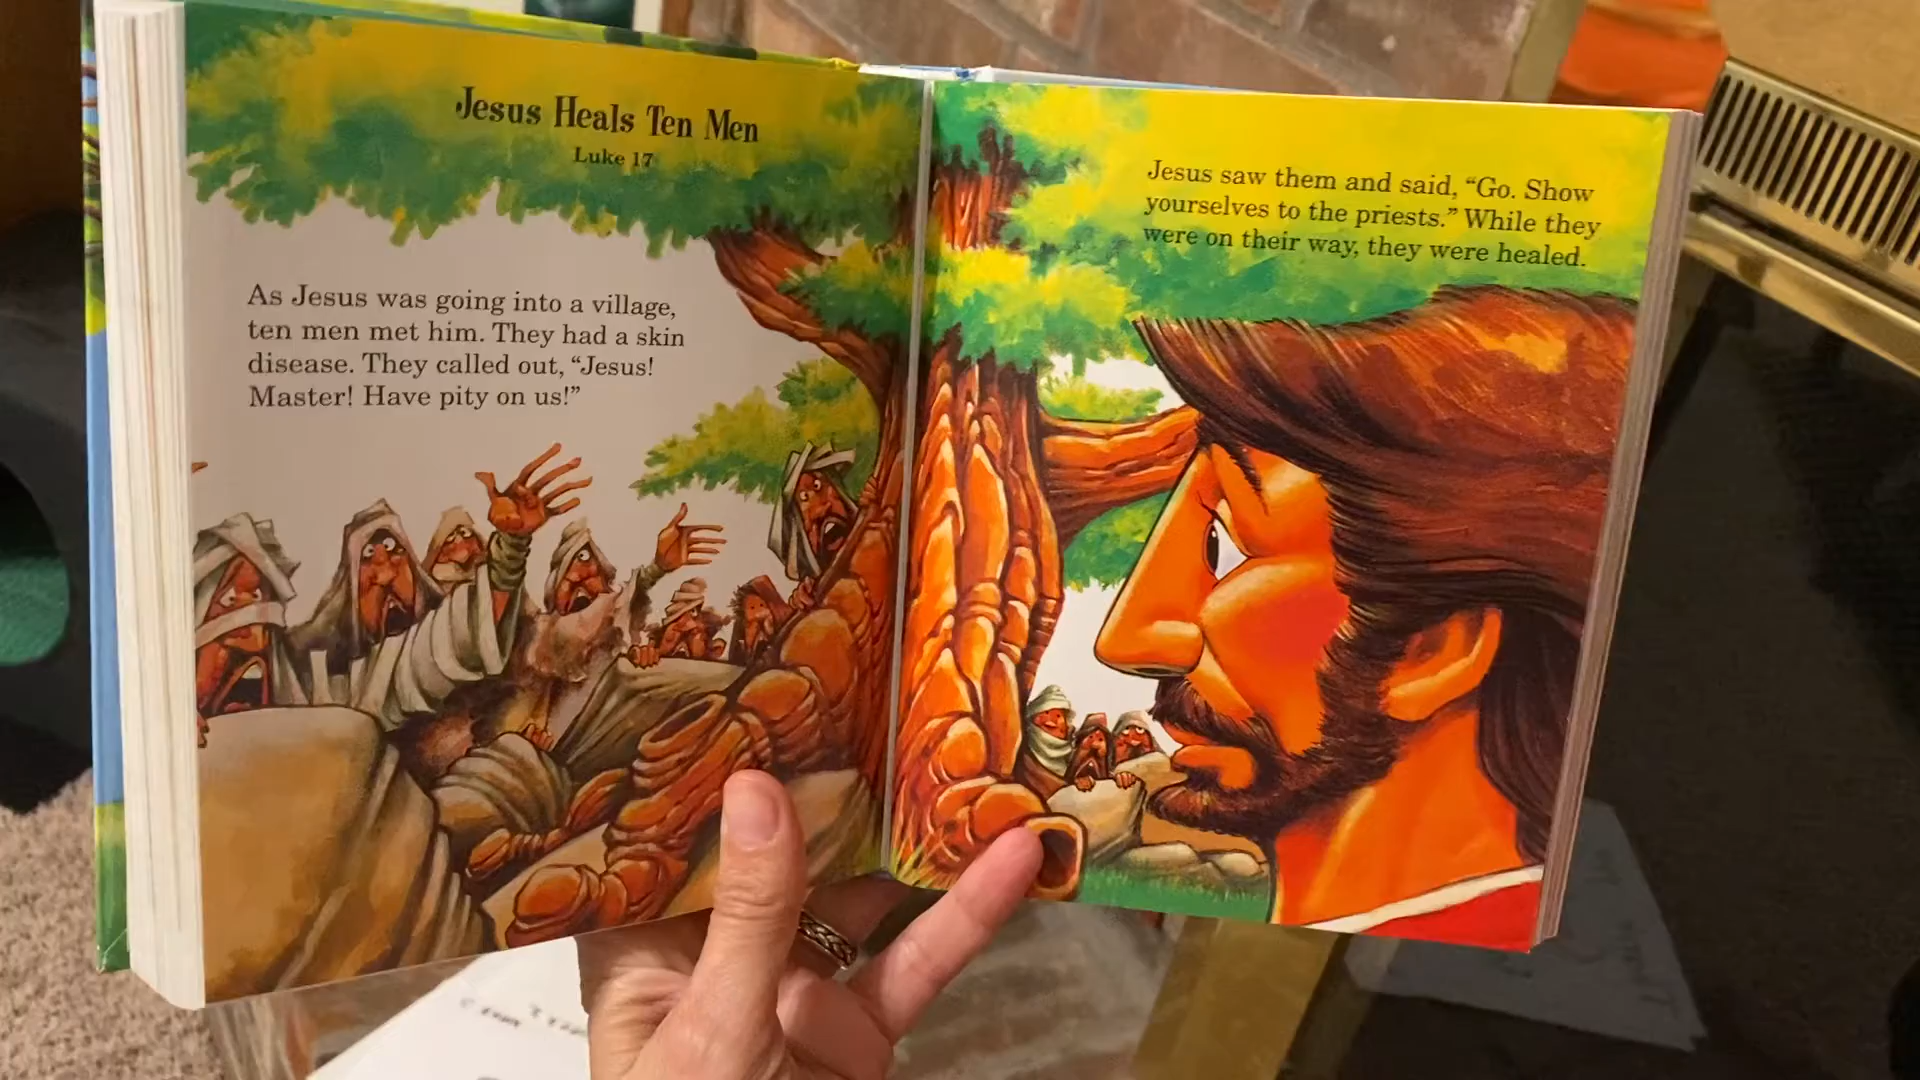 Jesus Heals Ten Men
Luke 17
As Jesus was going into a village,
ten men met him. They had a skin
disease. They called out, “Jesus!
Master! Have pity on us!”
Jesus saw them and said, “Go. Show
yourselves to the priests.” While they
were on their way, they were healed.